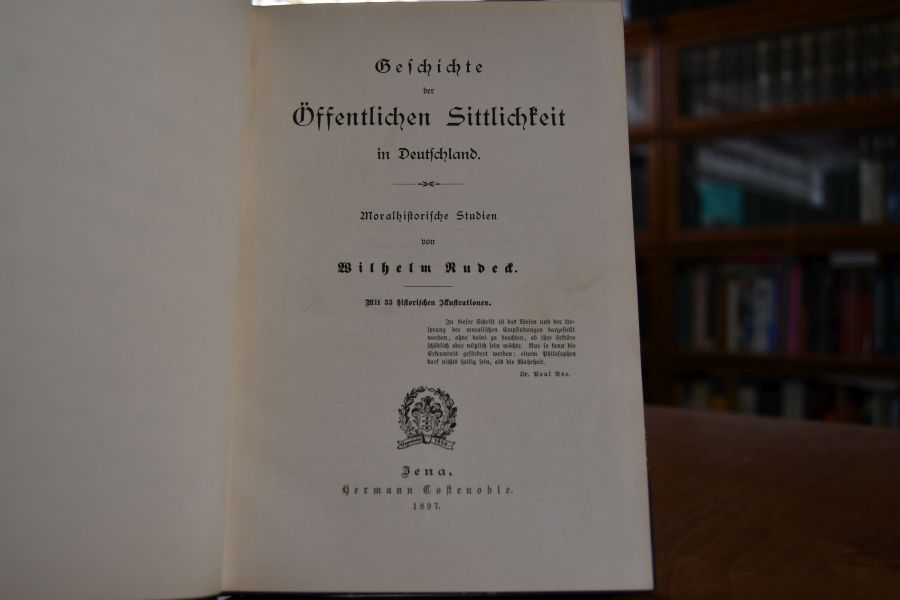 Geschichte
der
Öffentlichen Sittlichkeit
in Deutschland.
Moralhistorische Studien
von
Wilhelm Rudeck.
Mit 33 historischen Illustrationen.
In dieser Schrift ist das Wesen und der Ur-
sprung der moralischen Empfindungen dargestellt
worden, ohne dabei zu beachten, ob ihre Lektüre
schädlich oder nützlich sein möchte. Nur so kann die
Erkenntnis gefördert werden: einem Philosophen
darf nichts heilig sein, als die Wahrheit.
Dr. Paul Rée.
Jena,
Hermann Costenoble.
1897.